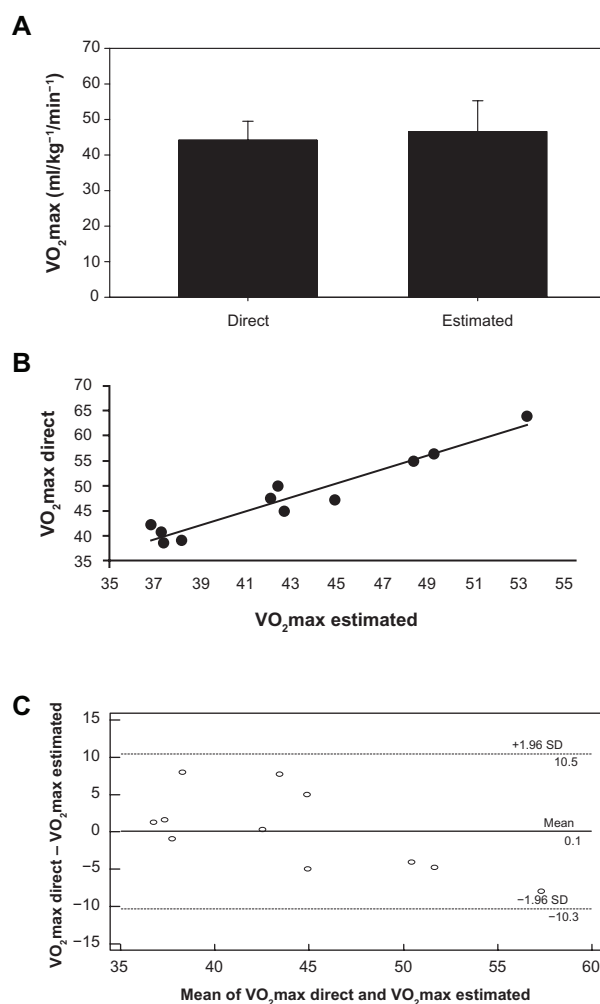 A
VO₂max (ml/kg⁻¹/min⁻¹)
70
60
50
40
30
20
10
0
Direct Estimated
B
VO₂max direct
70
65
60
55
50
45
40
35
35 37 39 41 43 45 47 49 51 53 55
VO₂max estimated
C
VO₂max direct – VO₂max estimated
15
10
5
0
−5
−10
−15
+1.96 SD
10.5
Mean
0.1
−1.96 SD
−10.3
35 40 45 50 55 60
Mean of VO₂max direct and VO₂max estimated